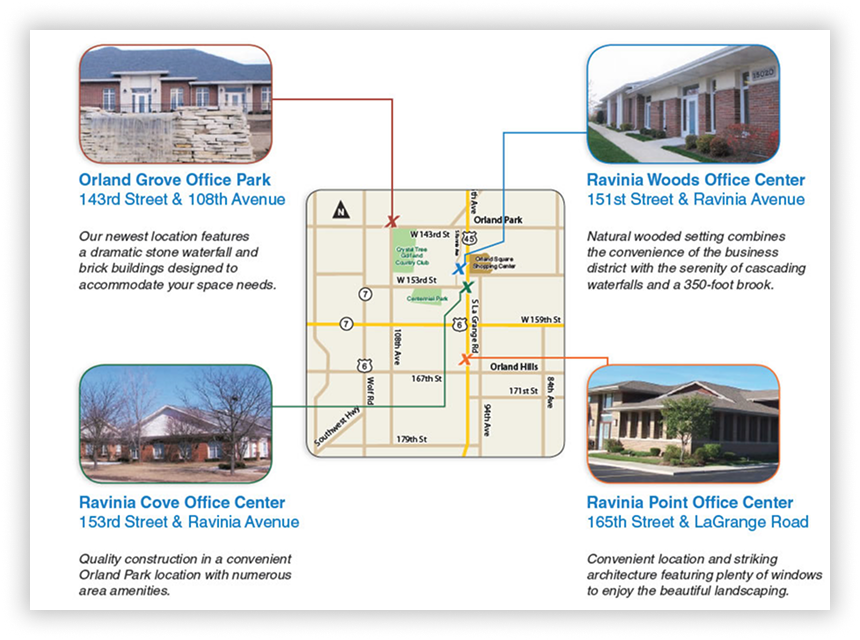 15020
Orland Grove Office Park
143rd Street & 108th Avenue
Our newest location features
a dramatic stone waterfall and
brick buildings designed to
accommodate your space needs.
Ravinia Woods Office Center
151st Street & Ravinia Avenue
Natural wooded setting combines
the convenience of the business
district with the serenity of cascading
waterfalls and a 350-foot brook.
N
Orland Park
W 143rd St
45
Crystal Tree
Golf and
Country Club
Orland Square
Shopping Center
W 153rd St
Centennial Park
7
S La Grange Rd
W 159th St
7
6
108th Ave
6
Orland Hills
Wolf Rd
167th St
171st St
84th Ave
94th Ave
Southwest Hwy
179th St
Ravinia Cove Office Center
153rd Street & Ravinia Avenue
Quality construction in a convenient
Orland Park location with numerous
area amenities.
Ravinia Point Office Center
165th Street & LaGrange Road
Convenient location and striking
architecture featuring plenty of windows
to enjoy the beautiful landscaping.